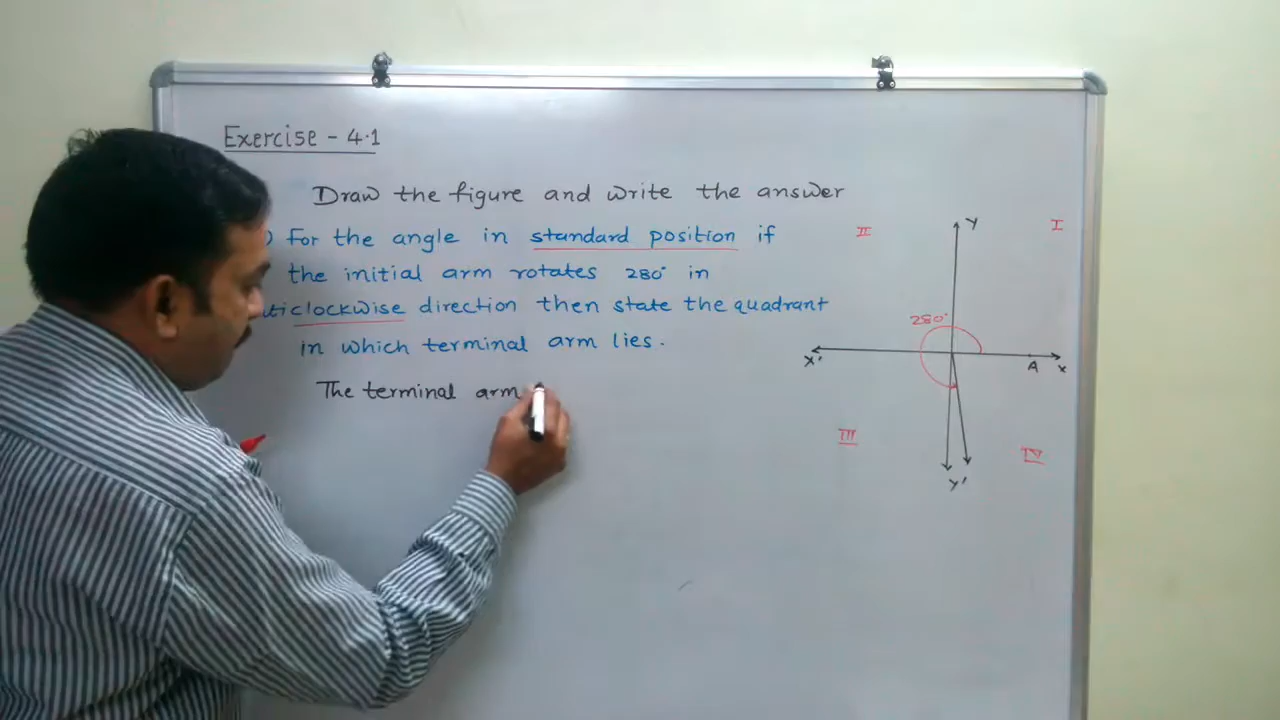 Exercise - 4.1
Draw the figure and write the answer
) For the angle in standard position if
the initial arm rotates 280° in
ticlockwise direction then state the quadrant
in which terminal arm lies.
The terminal arm
Y
II
I
280°
X'
A
X
III
IV
Y'